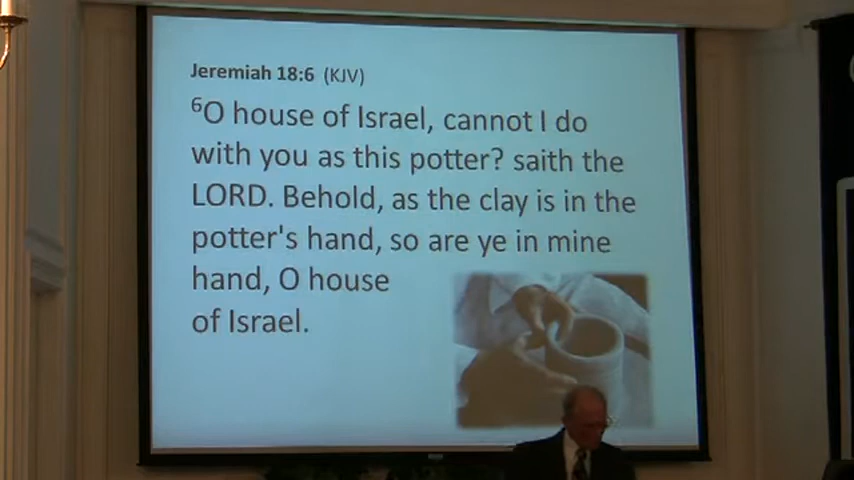 Jeremiah 18:6 (KJV)
⁶O house of Israel, cannot I do
with you as this potter? saith the
LORD. Behold, as the clay is in the
potter's hand, so are ye in mine
hand, O house
of Israel.